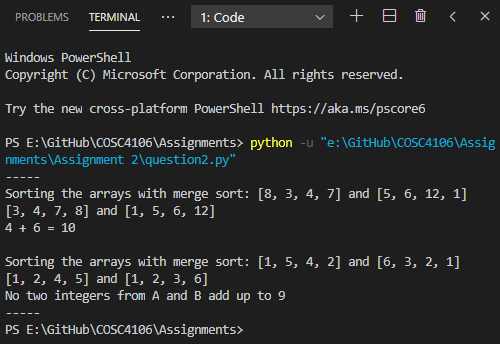 PROBLEMS TERMINAL ... 1: Code
Windows PowerShell
Copyright (C) Microsoft Corporation. All rights reserved.
Try the new cross-platform PowerShell https://aka.ms/pscore6
PS E:\GitHub\COSC4106\Assignments> python -u "e:\GitHub\COSC4106\Assig
nments\Assignment 2\question2.py"
-----
Sorting the arrays with merge sort: [8, 3, 4, 7] and [5, 6, 12, 1]
[3, 4, 7, 8] and [1, 5, 6, 12]
4 + 6 = 10
Sorting the arrays with merge sort: [1, 5, 4, 2] and [6, 3, 2, 1]
[1, 2, 4, 5] and [1, 2, 3, 6]
No two integers from A and B add up to 9
-----
PS E:\GitHub\COSC4106\Assignments>